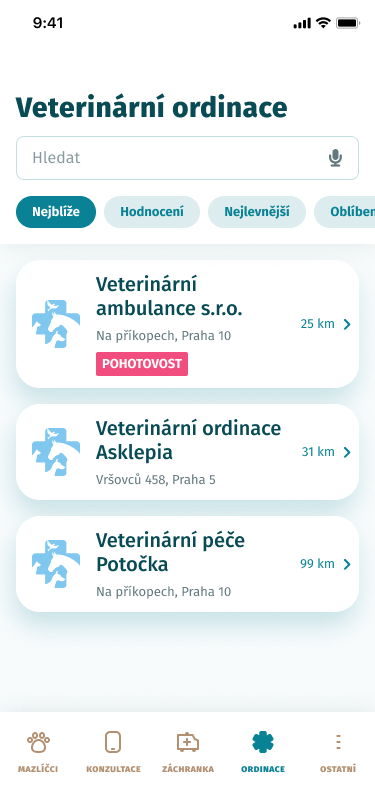 9:41
Veterinární ordinace
Hledat
Nejblíže Hodnocení Nejlevnější Oblíben
Veterinární
ambulance s.r.o.
25 km
Na příkopech, Praha 10
POHOTOVOST
Veterinární ordinace
Asklepia
31 km
Vršovců 458, Praha 5
Veterinární péče
Potočka
99 km
Na příkopech, Praha 10
MAZLÍČCI KONZULTACE ZÁCHRANKA ORDINACE OSTATNÍ